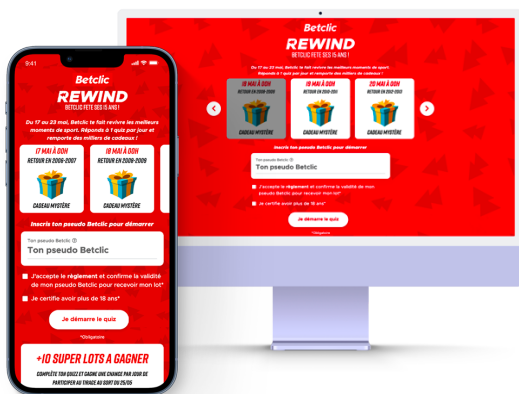 9:41
Betclic
REWIND
BETCLIC FETE SES 15 ANS !
Du 17 au 23 mai, Betclic te fait revivre les meilleurs
moments de sport. Réponds à 1 quiz par jour et
remporte des milliers de cadeaux !
17 MAI À 00H
RETOUR EN 2006-2007
CADEAU MYSTÈRE
18 MAI À 00H
RETOUR EN 2008-2009
CADEAU MYSTÈRE
Inscris ton pseudo Betclic pour démarrer
Ton pseudo Betclic
Ton pseudo Betclic
J'accepte le règlement et confirme la validité
de mon pseudo Betclic pour recevoir mon lot*
Je certifie avoir plus de 18 ans*
Je démarre le quiz
*Obligatoire
+10 SUPER LOTS A GAGNER
COMPLÈTE TON QUIZZ ET GAGNE UNE CHANCE PAR JOUR DE
PARTICIPER AU TIRAGE AU SORT DU 25/05
Betclic
REWIND
BETCLIC FETE SES 15 ANS !
Du 17 au 23 mai, Betclic te fait revivre les meilleurs moments de sport.
Réponds à 1 quiz par jour et remporte des milliers de cadeaux !
18 MAI À 00H
RETOUR EN 2008-2009
CADEAU MYSTÈRE
19 MAI À 00H
CADEAU MYSTÈRE
20 MAI À 00H
CADEAU MYSTÈRE
Inscris ton pseudo Betclic pour démarrer
Ton pseudo Betclic
Ton pseudo Betclic
J'accepte le règlement et confirme la validité de mon
pseudo Betclic pour recevoir mon lot*
Je certifie avoir plus de 18 ans*
Je démarre le quiz
*Obligatoire